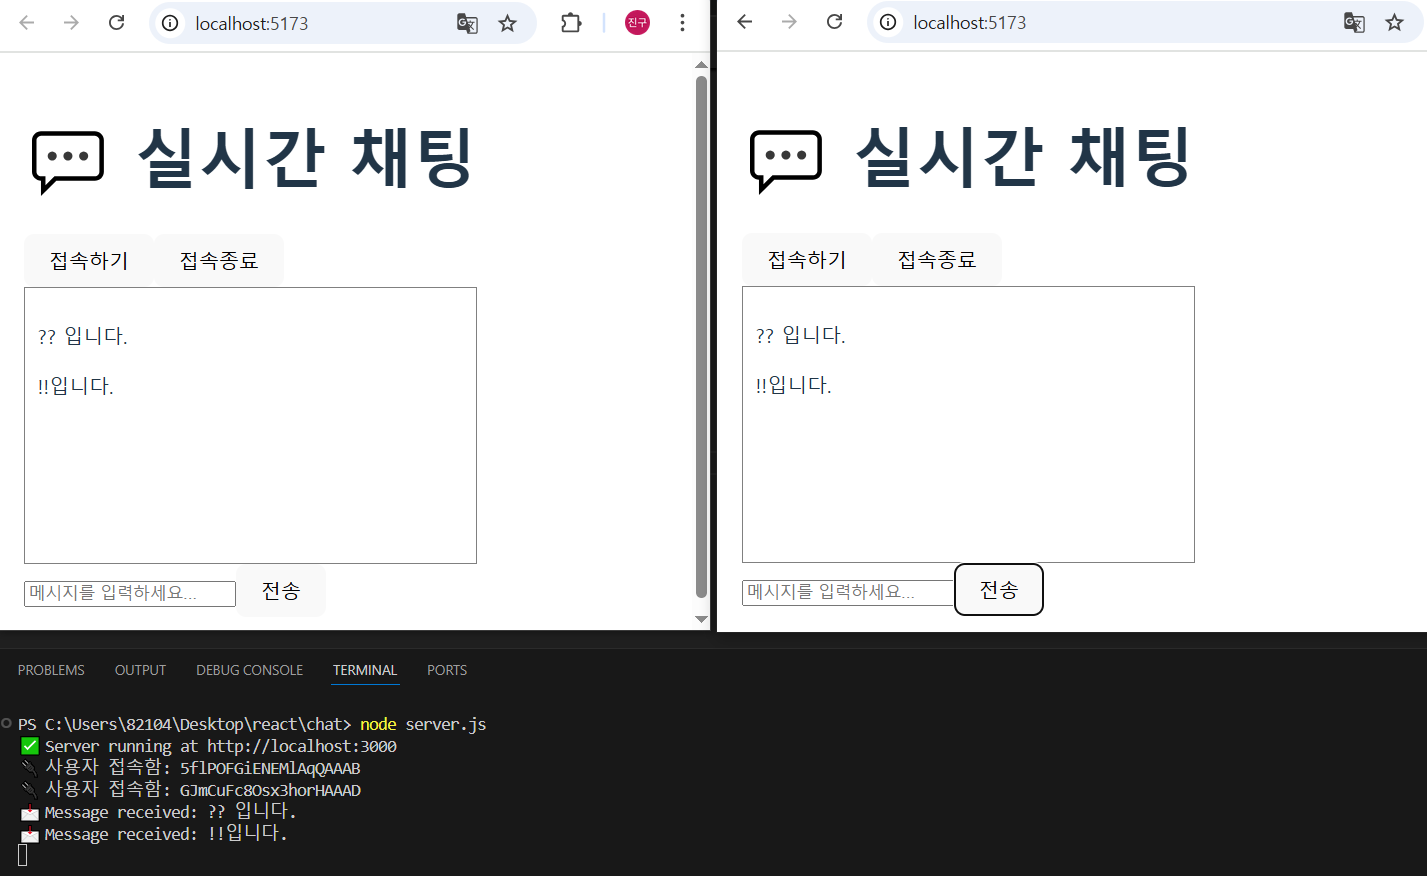 localhost:5173
진구
실시간 채팅
접속하기 접속종료
?? 입니다.
!!입니다.
메시지를 입력하세요... 전송
localhost:5173
실시간 채팅
접속하기 접속종료
?? 입니다.
!!입니다.
메시지를 입력하세요... 전송
PROBLEMS OUTPUT DEBUG CONSOLE TERMINAL PORTS
PS C:\Users\82104\Desktop\react\chat> node server.js
✅ Server running at http://localhost:3000
🔌 사용자 접속함: 5flPOFGiENEMlAqQAAAB
🔌 사용자 접속함: GJmCuFc8Osx3horHAAAD
📩 Message received: ?? 입니다.
📩 Message received: !!입니다.